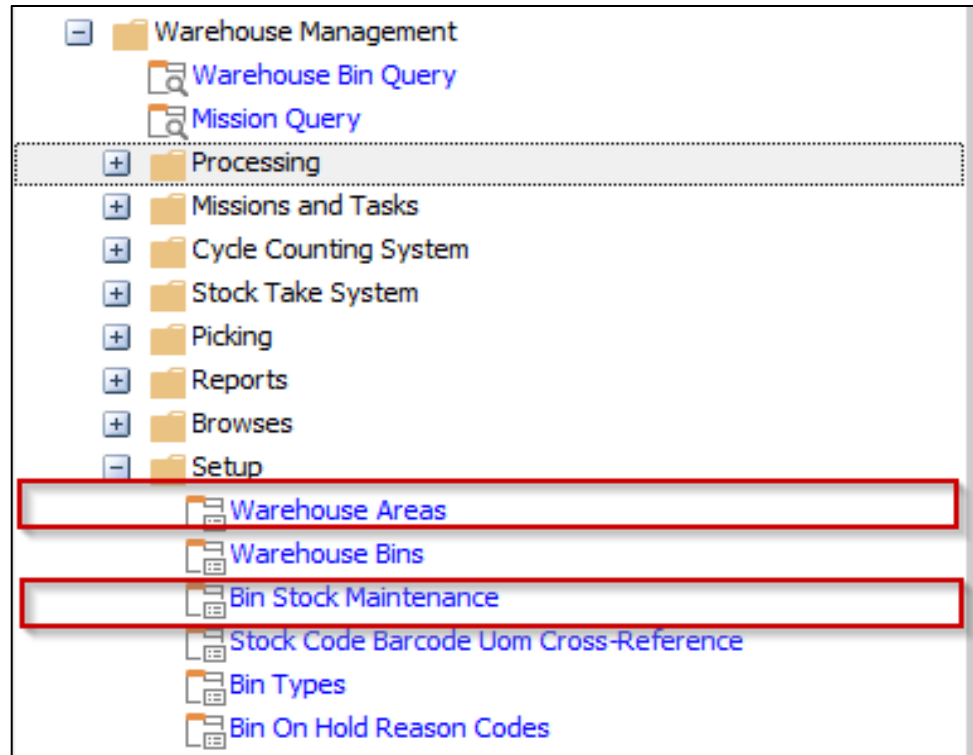 Warehouse Management
Warehouse Bin Query
Mission Query
Processing
Missions and Tasks
Cycle Counting System
Stock Take System
Picking
Reports
Browses
Setup
Warehouse Areas
Warehouse Bins
Bin Stock Maintenance
Stock Code Barcode Uom Cross-Reference
Bin Types
Bin On Hold Reason Codes